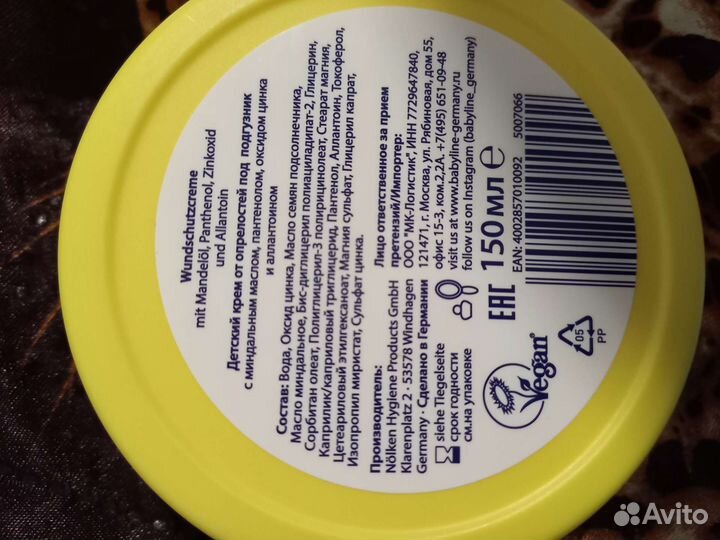 Wundschutzcreme
mit Mandelöl, Panthenol, Zinkoxid
und Allantoin
Детский крем от опрелостей под подгузник
с миндальным маслом, пантенолом, оксидом цинка
и аллантоином
Состав: Вода, Оксид цинка, Масло семян подсолнечника,
Масло миндальное, Бис-диглицерил полиациладипат-2, Глицерин,
Сорбитан олеат, Полиглицерил-3 полирицинолеат, Стеарат магния,
Каприлик/каприловый триглицерид, Пантенол, Аллантоин, Токоферол,
Цетеариловый этилгексаноат, Магния сульфат, Глицерил капрат,
Изопропил миристат, Сульфат цинка.
Производитель:
Nölken Hygiene Products GmbH
Klarenplatz 2 · 53578 Windhagen
Germany · Сделано в Германии
siehe Tiegelseite
срок годности
см.на упаковке
Vegan
Лицо ответственное за прием
претензий/Импортер:
ООО "МК-Логистик", ИНН 7729647840,
121471, г. Москва, ул. Рябиновая, дом 55,
офис 15-3, ком.2,2А. +7(495) 651-09-48
visit us at www.babyline-germany.ru
follow us on Instagram (babyline_germany)
EAC 150 мл e
EAN: 4002857010092 5007066
05
PP
Avito